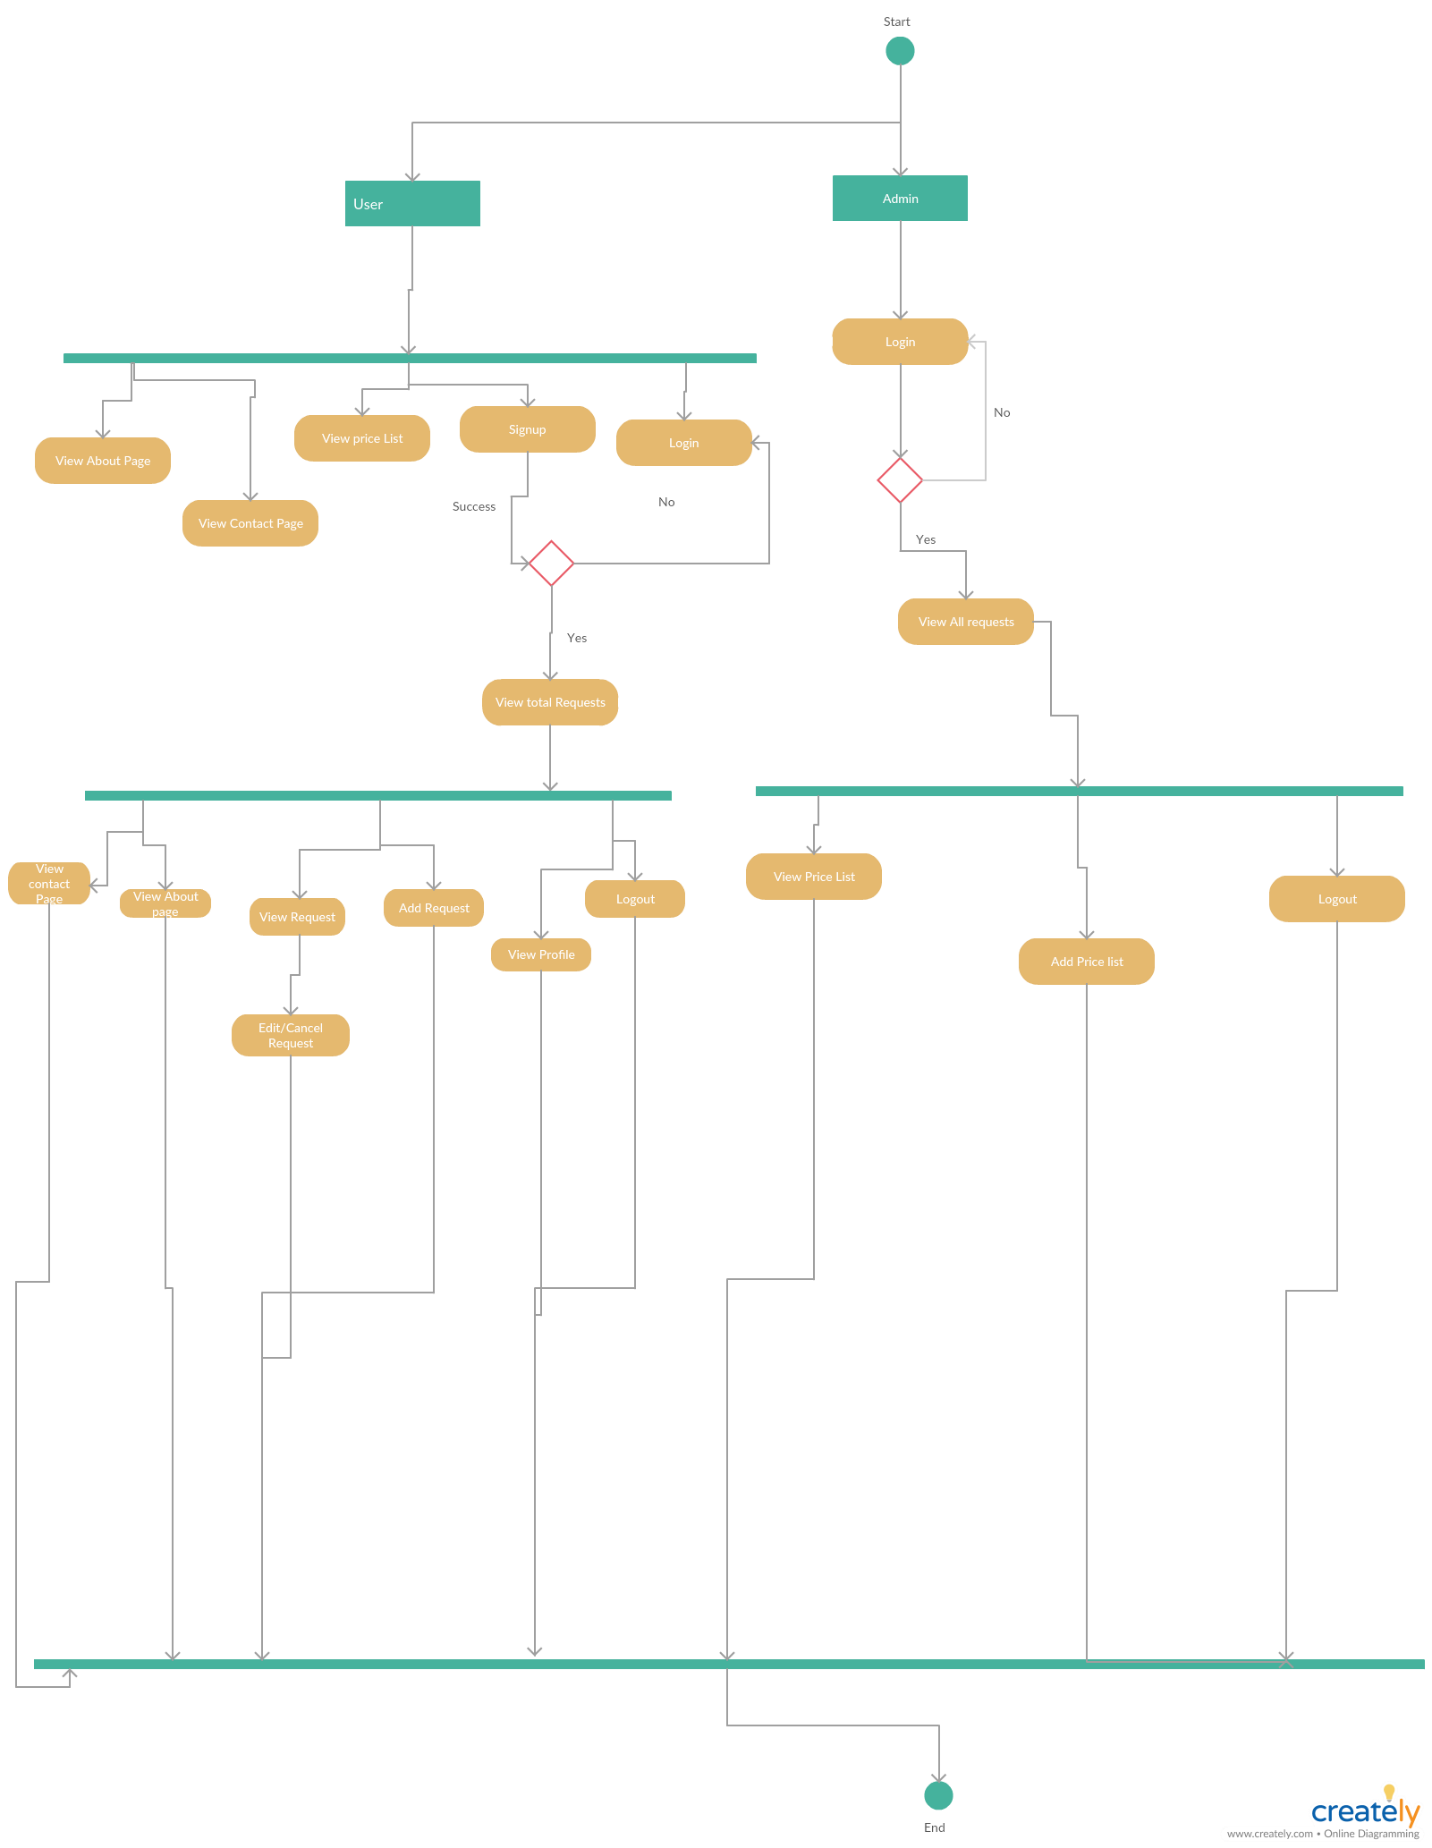 Start
User
Admin
Login
No
View price List
Signup
Login
View About Page
View Contact Page
Success
No
Yes
Yes
View All requests
View total Requests
View
contact
Page
View About
page
View Request
Add Request
Logout
View Profile
View Price List
Logout
Add Price list
Edit/Cancel
Request
End
creately
www.creately.com • Online Diagramming